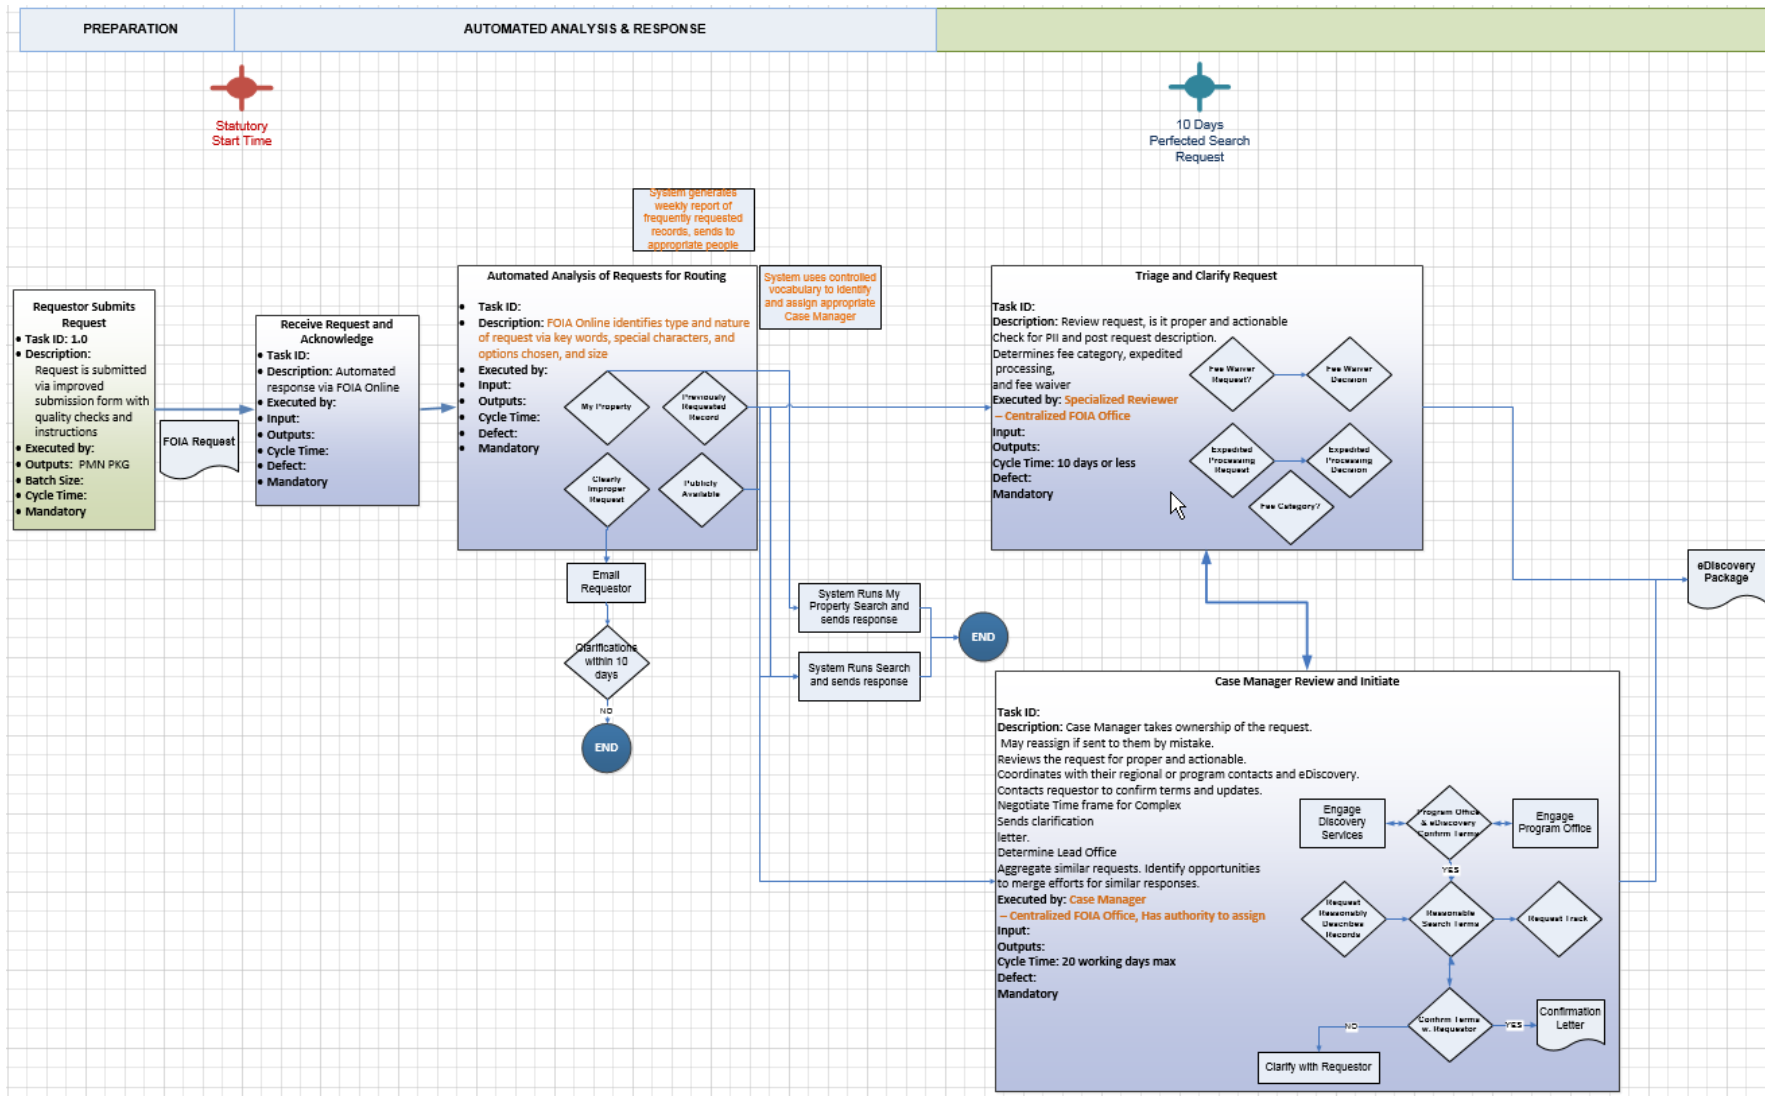 PREPARATION
AUTOMATED ANALYSIS & RESPONSE
Statutory
Start Time
10 Days
Perfected Search
Request
System generates
weekly report of
frequently requested
records, sends to
appropriate people
System uses controlled
vocabulary to identify
and assign appropriate
Case Manager
Requestor Submits
Request
• Task ID: 1.0
• Description:
Request is submitted
via improved
submission form with
quality checks and
instructions
• Executed by:
• Outputs: PMN PKG
• Batch Size:
• Cycle Time:
• Mandatory
FOIA Request
Receive Request and
Acknowledge
• Task ID:
• Description: Automated
response via FOIA Online
• Executed by:
• Input:
• Outputs:
• Cycle Time:
• Defect:
• Mandatory
Automated Analysis of Requests for Routing
• Task ID:
• Description: FOIA Online identifies type and nature
of request via key words, special characters, and
options chosen, and size
• Executed by:
• Input:
• Outputs:
• Cycle Time:
• Defect:
• Mandatory
My Property
Previously
Requested
Record
Clearly
Improper
Request
Publicly
Available
Email
Requestor
Clarifications
within 10
days
NO
END
System Runs My
Property Search and
sends response
System Runs Search
and sends response
END
Triage and Clarify Request
Task ID:
Description: Review request, is it proper and actionable
Check for PII and post request description.
Determines fee category, expedited
processing,
and fee waiver
Executed by: Specialized Reviewer
– Centralized FOIA Office
Input:
Outputs:
Cycle Time: 10 days or less
Defect:
Mandatory
Fee Waiver
Request?
Fee Waiver
Decision
Expedited
Processing
Request
Expedited
Processing
Decision
Fee Category?
eDiscovery
Package
Case Manager Review and Initiate
Task ID:
Description: Case Manager takes ownership of the request.
May reassign if sent to them by mistake.
Reviews the request for proper and actionable.
Coordinates with their regional or program contacts and eDiscovery.
Contacts requestor to confirm terms and updates.
Negotiate Time frame for Complex
Sends clarification
letter.
Determine Lead Office
Aggregate similar requests. Identify opportunities
to merge efforts for similar responses.
Executed by: Case Manager
– Centralized FOIA Office, Has authority to assign
Input:
Outputs:
Cycle Time: 20 working days max
Defect:
Mandatory
Engage
Discovery
Services
Program Office
& eDiscovery
Confirm Terms
Engage
Program Office
YES
Request
Reasonably
Describes
Records
Reasonable
Search Terms
Request Track
Confirm Terms
w. Requestor
NO
YES
Confirmation
Letter
Clarify with Requestor